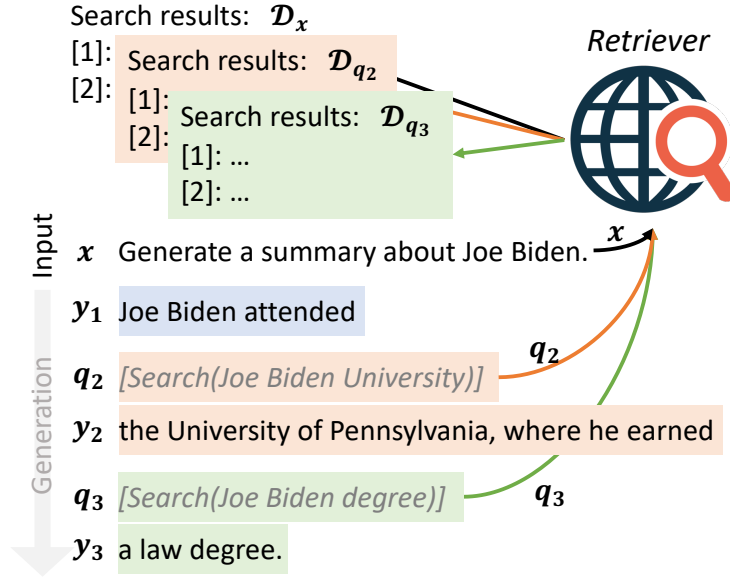 Search results: 𝓓x
[1]:
[2]:
Search results: 𝓓q2
[1]:
[2]:
Search results: 𝓓q3
[1]: ...
[2]: ...
Retriever
Input
x Generate a summary about Joe Biden.
x
Generation
y1 Joe Biden attended
q2 [Search(Joe Biden University)]
q2
y2 the University of Pennsylvania, where he earned
q3 [Search(Joe Biden degree)]
q3
y3 a law degree.